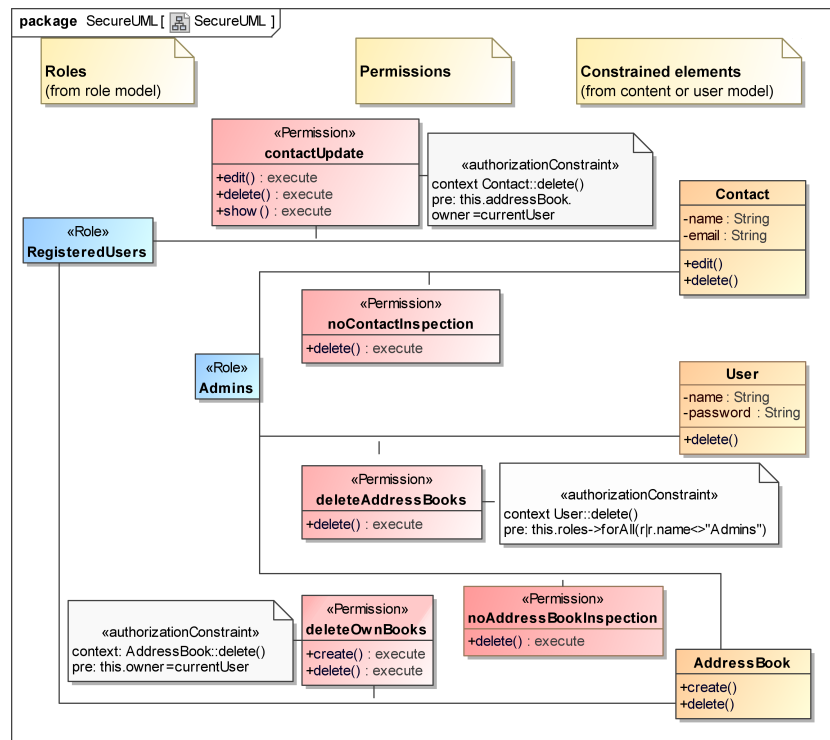 package SecureUML [ SecureUML ]
Roles
(from role model)
Permissions
Constrained elements
(from content or user model)
«Permission»
contactUpdate
+edit() : execute
+delete() : execute
+show () : execute
«authorizationConstraint»
context Contact::delete()
pre: this.addressBook.
owner=currentUser
Contact
-name : String
-email : String
+edit()
+delete()
«Role»
RegisteredUsers
«Permission»
noContactInspection
+delete() : execute
«Role»
Admins
User
-name : String
-password : String
+delete()
«Permission»
deleteAddressBooks
+delete() : execute
«authorizationConstraint»
context User::delete()
pre: this.roles->forAll(r|r.name<>"Admins")
«Permission»
noAddressBookInspection
+delete() : execute
«authorizationConstraint»
context: AddressBook::delete()
pre: this.owner=currentUser
«Permission»
deleteOwnBooks
+create() : execute
+delete() : execute
AddressBook
+create()
+delete()